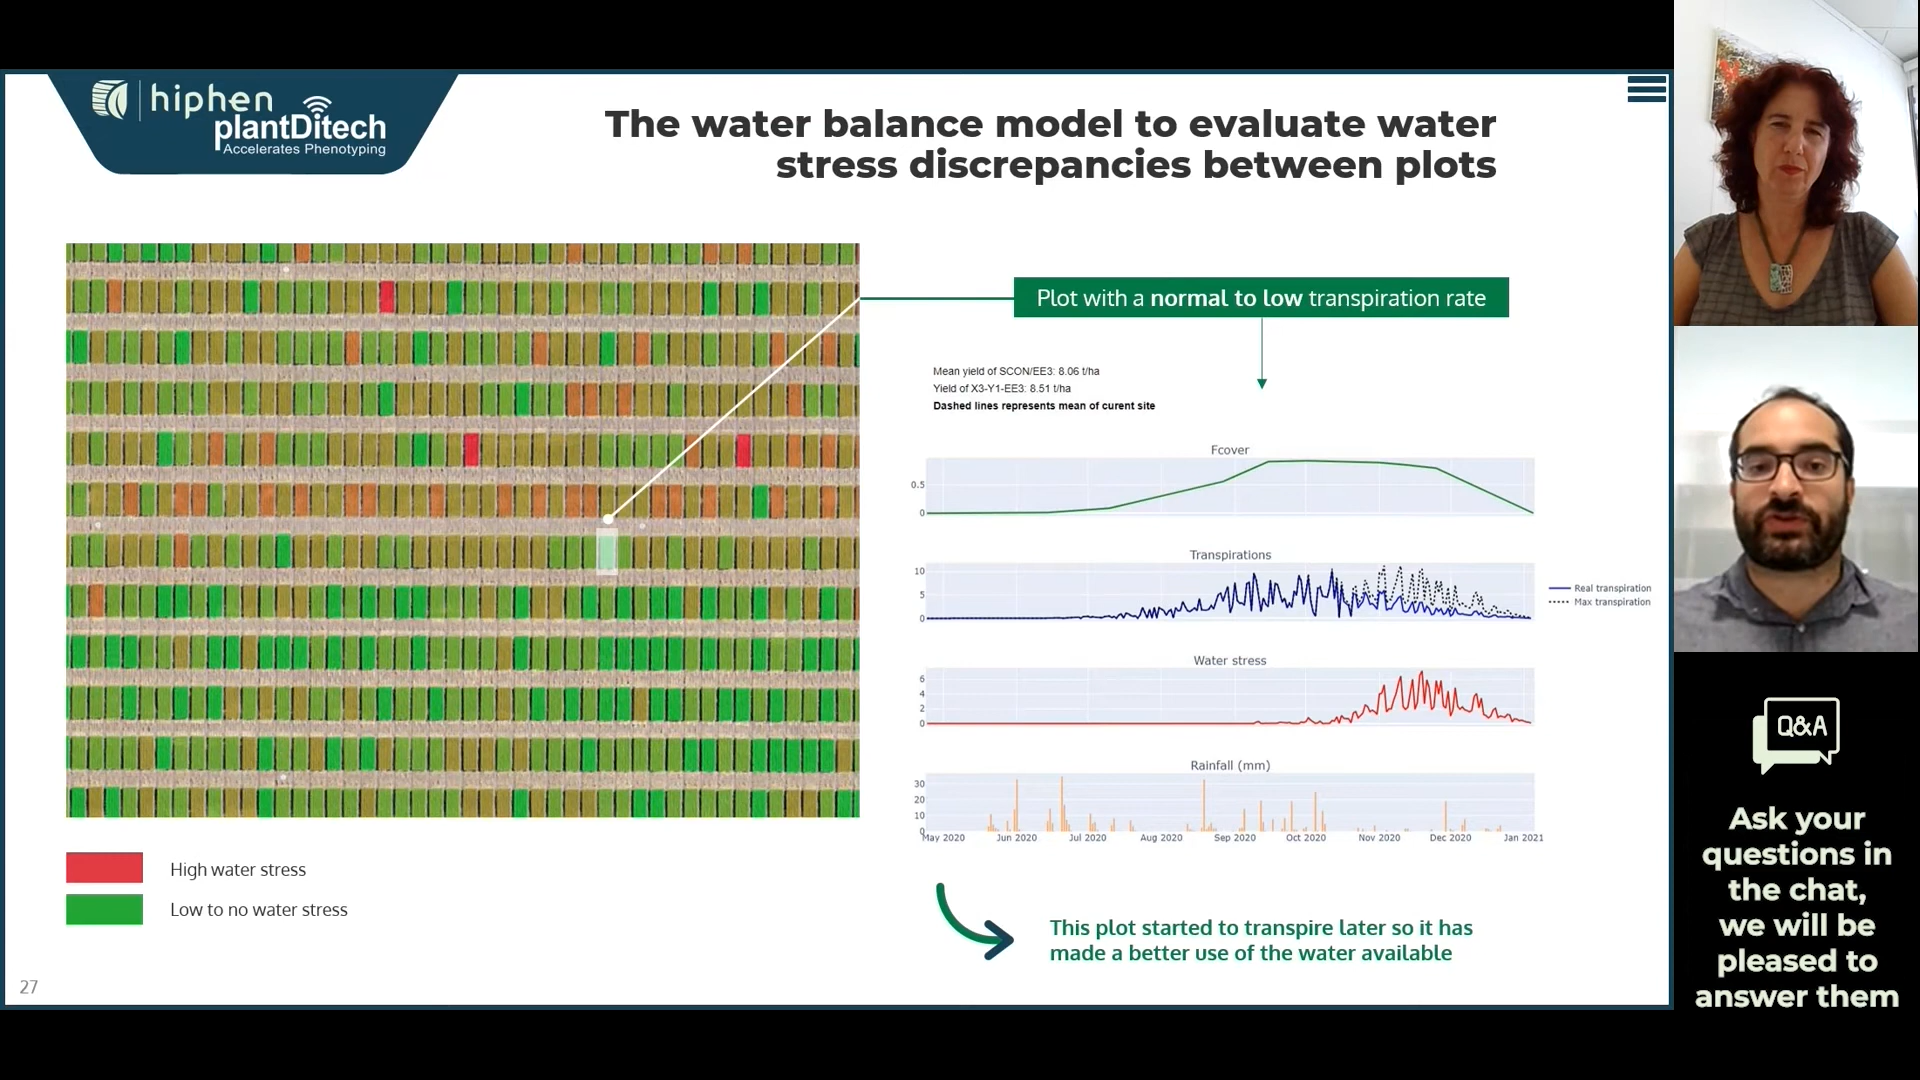 hiphen
plantDitech
Accelerates Phenotyping
The water balance model to evaluate water
stress discrepancies between plots
Plot with a normal to low transpiration rate
Mean yield of SCON/EE3: 8.06 t/ha
Yield of X3-Y1-EE3: 8.51 t/ha
Dashed lines represents mean of curent site
Fcover
0.5
0
Transpirations
10
5
0
Real transpiration
Max transpiration
Water stress
6
4
2
0
Rainfall (mm)
30
20
10
0
May 2020 Jun 2020 Jul 2020 Aug 2020 Sep 2020 Oct 2020 Nov 2020 Dec 2020 Jan 2021
High water stress
Low to no water stress
This plot started to transpire later so it has
made a better use of the water available
27
Q&A
Ask your
questions in
the chat,
we will be
pleased to
answer them